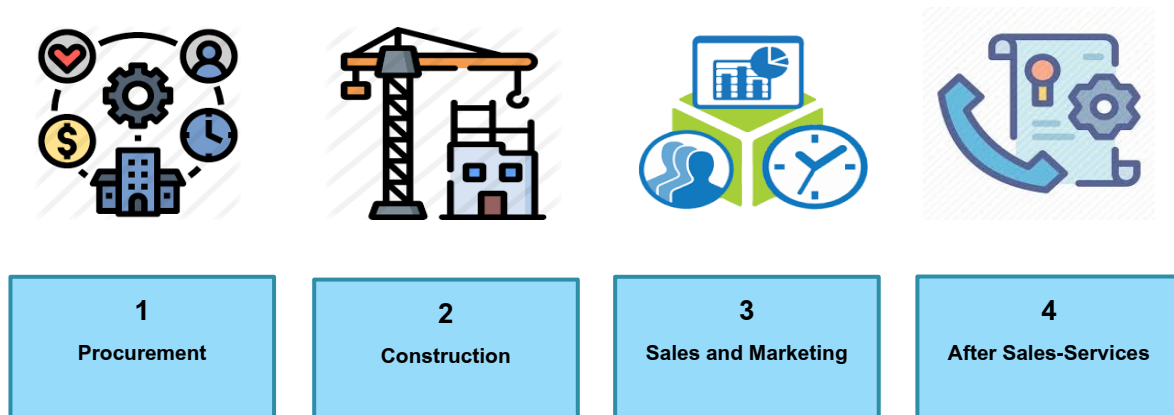 $
1
Procurement
2
Construction
3
Sales and Marketing
4
After Sales-Services